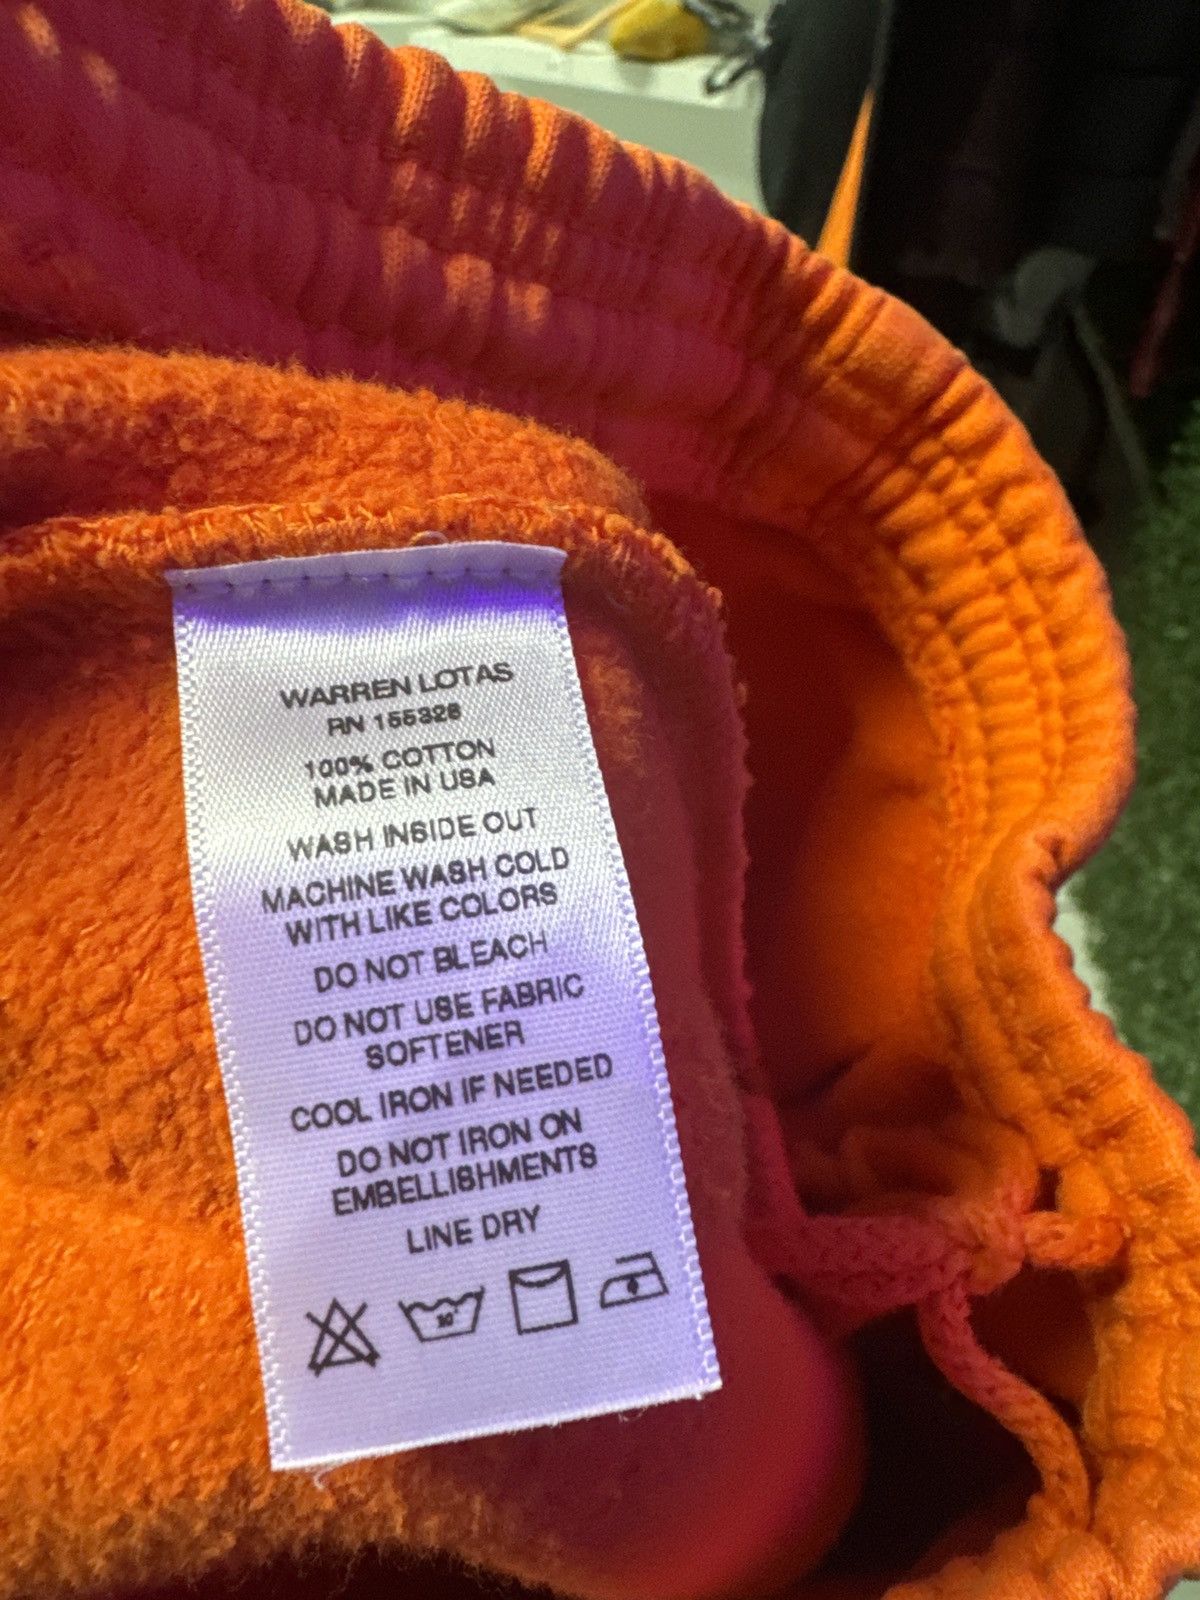 WARREN LOTAS
RN 155328
100% COTTON
MADE IN USA
WASH INSIDE OUT
MACHINE WASH COLD
WITH LIKE COLORS
DO NOT BLEACH
DO NOT USE FABRIC
SOFTENER
COOL IRON IF NEEDED
DO NOT IRON ON
EMBELLISHMENTS
LINE DRY